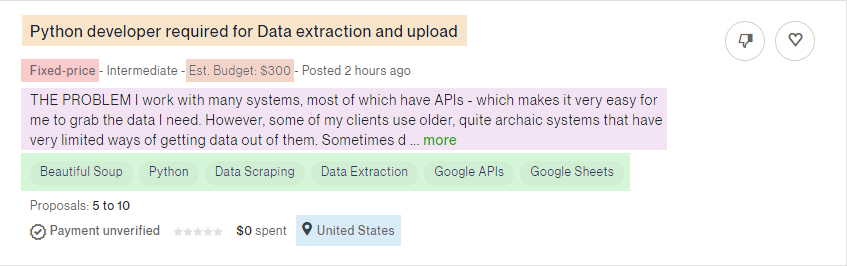 Python developer required for Data extraction and upload
Fixed-price - Intermediate - Est. Budget: $300 - Posted 2 hours ago
THE PROBLEM I work with many systems, most of which have APIs - which makes it very easy for
me to grab the data I need. However, some of my clients use older, quite archaic systems that have
very limited ways of getting data out of them. Sometimes d ... more
Beautiful Soup Python Data Scraping Data Extraction Google APIs Google Sheets
Proposals: 5 to 10
Payment unverified $0 spent United States